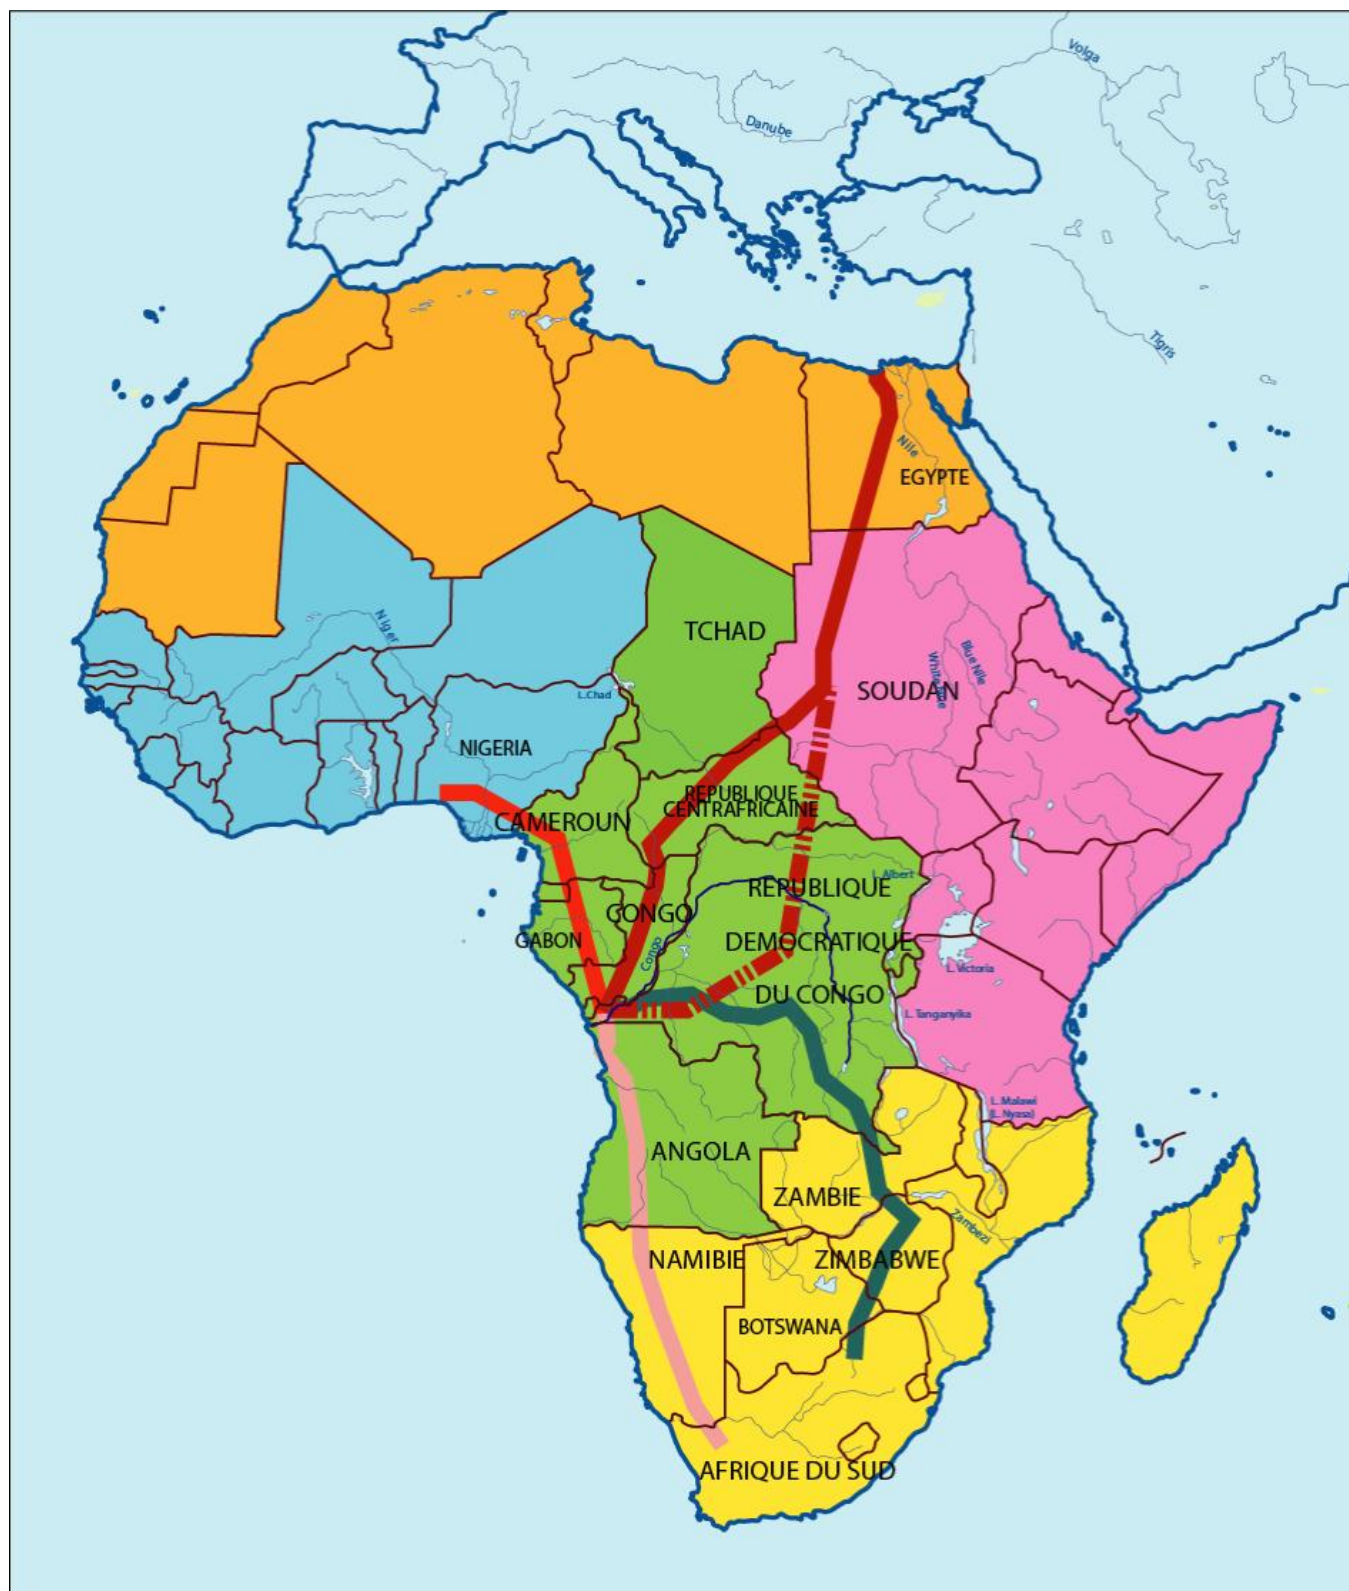 Volga
Danube
Tigris
Nile
EGYPTE
TCHAD
Niger
White Nile
Blue Nile
L.Chad
SOUDAN
NIGERIA
REPUBLIQUE
CENTRAFRICAINE
CAMEROUN
L. Albert
REPUBLIQUE
CONGO
GABON
DEMOCRATIQUE
Congo
L. Victoria
DU CONGO
L. Tanganyika
L. Malawi
(L. Nyasa)
ANGOLA
ZAMBIE
Zambezi
NAMIBIE
ZIMBABWE
BOTSWANA
AFRIQUE DU SUD